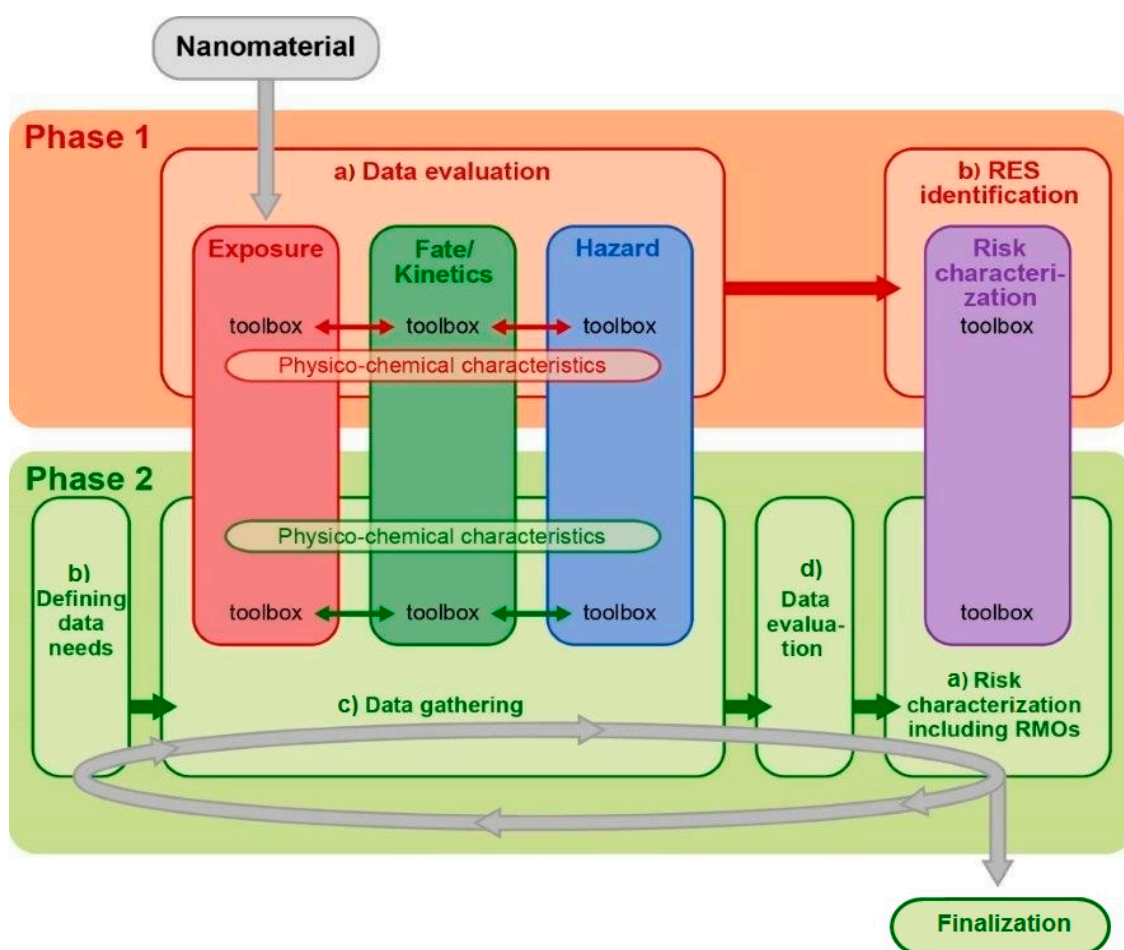 Nanomaterial
Phase 1
a) Data evaluation
b) RES
identification
Exposure
Fate/
Kinetics
Hazard
Risk
characteri-
zation
toolbox
toolbox
toolbox
toolbox
Physico-chemical characteristics
Phase 2
b)
Defining
data
needs
Physico-chemical characteristics
toolbox
toolbox
toolbox
c) Data gathering
d)
Data
evalua-
tion
toolbox
a) Risk
characterization
including RMOs
Finalization